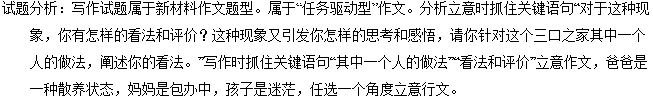 试题分析：写作试题属于新材料作文题型。属于“任务驱动型”作文。分析立意时抓住关键语句“对于这种现
象，你有怎样的看法和评价？这种现象又引发你怎样的思考和感悟，请你针对这个三口之家其中一个
人的做法，阐述你的看法。”写作时抓住关键语句“其中一个人的做法”“看法和评价”立意作文，爸爸是
一种散养状态，妈妈是包办中，孩子是迷茫，任选一个角度立意行文。